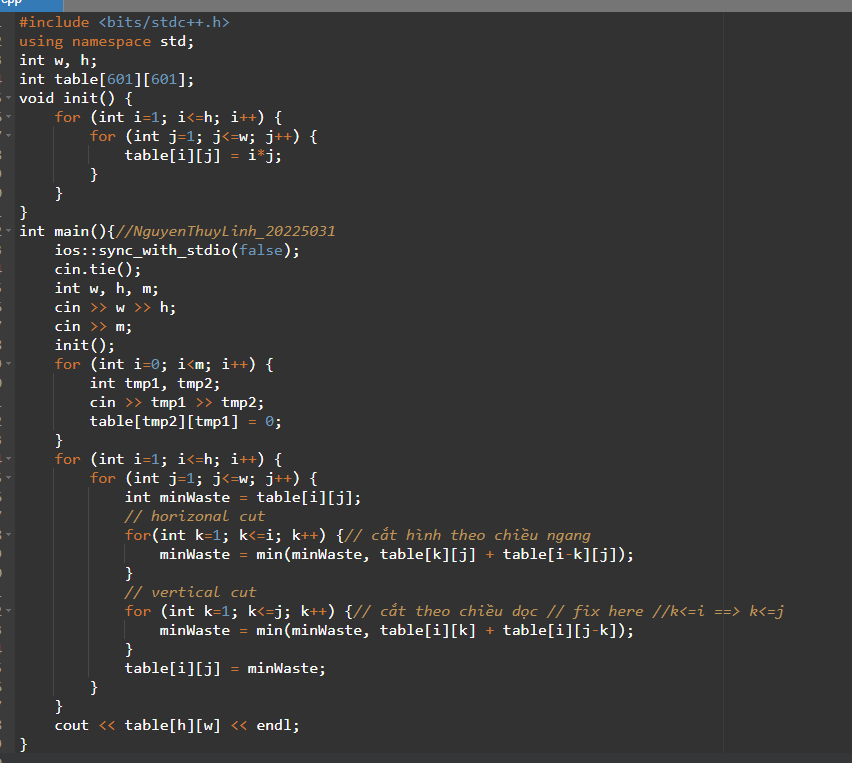 cpp
#include <bits/stdc++.h>
using namespace std;
int w, h;
int table[601][601];
void init() {
    for (int i=1; i<=h; i++) {
        for (int j=1; j<=w; j++) {
            table[i][j] = i*j;
        }
    }
}
int main(){//NguyenThuyLinh_20225031
    ios::sync_with_stdio(false);
    cin.tie();
    int w, h, m;
    cin >> w >> h;
    cin >> m;
    init();
    for (int i=0; i<m; i++) {
        int tmp1, tmp2;
        cin >> tmp1 >> tmp2;
        table[tmp2][tmp1] = 0;
    }
    for (int i=1; i<=h; i++) {
        for (int j=1; j<=w; j++) {
            int minWaste = table[i][j];
            // horizonal cut
            for(int k=1; k<=i; k++) {// cắt hình theo chiều ngang
                minWaste = min(minWaste, table[k][j] + table[i-k][j]);
            }
            // vertical cut
            for (int k=1; k<=j; k++) {// cắt theo chiều dọc // fix here //k<=i ==> k<=j
                minWaste = min(minWaste, table[i][k] + table[i][j-k]);
            }
            table[i][j] = minWaste;
        }
    }
    cout << table[h][w] << endl;
}